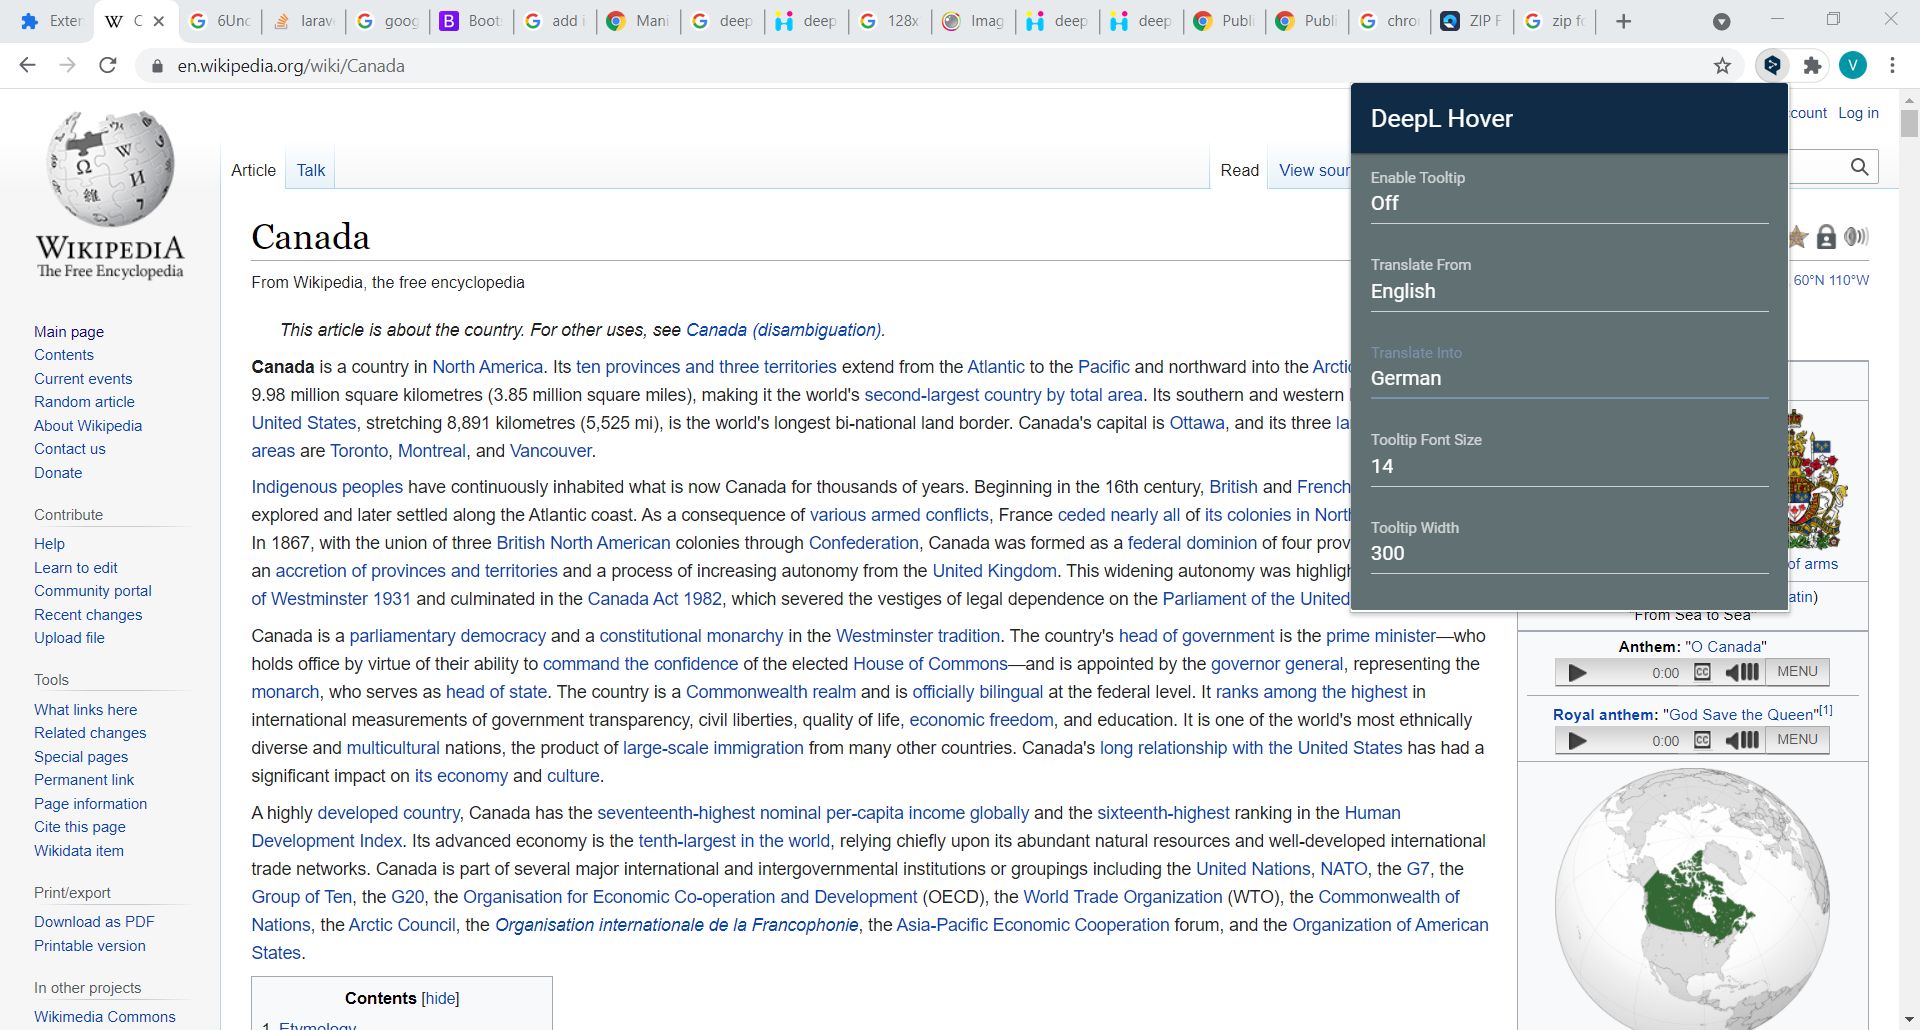 Exter
W C
6Unc
larav
goog
Boot
add i
Mani
deep
deep
128x
Imag
deep
deep
Publi
Publi
chro
ZIP F
zip fo
en.wikipedia.org/wiki/Canada
V
DeepL Hover
Enable Tooltip
Off
Translate From
English
Translate Into
German
Tooltip Font Size
14
Tooltip Width
300
count Log in
WIKIPEDIA
The Free Encyclopedia
Article Talk
Read View sour
Canada
60°N 110°W
From Wikipedia, the free encyclopedia
This article is about the country. For other uses, see Canada (disambiguation).
Canada is a country in North America. Its ten provinces and three territories extend from the Atlantic to the Pacific and northward into the Arctic
9.98 million square kilometres (3.85 million square miles), making it the world's second-largest country by total area. Its southern and western
United States, stretching 8,891 kilometres (5,525 mi), is the world's longest bi-national land border. Canada's capital is Ottawa, and its three la
areas are Toronto, Montreal, and Vancouver.
Indigenous peoples have continuously inhabited what is now Canada for thousands of years. Beginning in the 16th century, British and French
explored and later settled along the Atlantic coast. As a consequence of various armed conflicts, France ceded nearly all of its colonies in North
In 1867, with the union of three British North American colonies through Confederation, Canada was formed as a federal dominion of four prov
an accretion of provinces and territories and a process of increasing autonomy from the United Kingdom. This widening autonomy was highligh
of Westminster 1931 and culminated in the Canada Act 1982, which severed the vestiges of legal dependence on the Parliament of the United
Canada is a parliamentary democracy and a constitutional monarchy in the Westminster tradition. The country's head of government is the prime minister—who
holds office by virtue of their ability to command the confidence of the elected House of Commons—and is appointed by the governor general, representing the
monarch, who serves as head of state. The country is a Commonwealth realm and is officially bilingual at the federal level. It ranks among the highest in
international measurements of government transparency, civil liberties, quality of life, economic freedom, and education. It is one of the world's most ethnically
diverse and multicultural nations, the product of large-scale immigration from many other countries. Canada's long relationship with the United States has had a
significant impact on its economy and culture.
A highly developed country, Canada has the seventeenth-highest nominal per-capita income globally and the sixteenth-highest ranking in the Human
Development Index. Its advanced economy is the tenth-largest in the world, relying chiefly upon its abundant natural resources and well-developed international
trade networks. Canada is part of several major international and intergovernmental institutions or groupings including the United Nations, NATO, the G7, the
Group of Ten, the G20, the Organisation for Economic Co-operation and Development (OECD), the World Trade Organization (WTO), the Commonwealth of
Nations, the Arctic Council, the Organisation internationale de la Francophonie, the Asia-Pacific Economic Cooperation forum, and the Organization of American
States.
Contents [hide]
1 Etymology
of arms
atin)
"From Sea to Sea"
Anthem: "O Canada"
0:00 CC MENU
Royal anthem: "God Save the Queen"[1]
0:00 CC MENU
Main page
Contents
Current events
Random article
About Wikipedia
Contact us
Donate
Contribute
Help
Learn to edit
Community portal
Recent changes
Upload file
Tools
What links here
Related changes
Special pages
Permanent link
Page information
Cite this page
Wikidata item
Print/export
Download as PDF
Printable version
In other projects
Wikimedia Commons